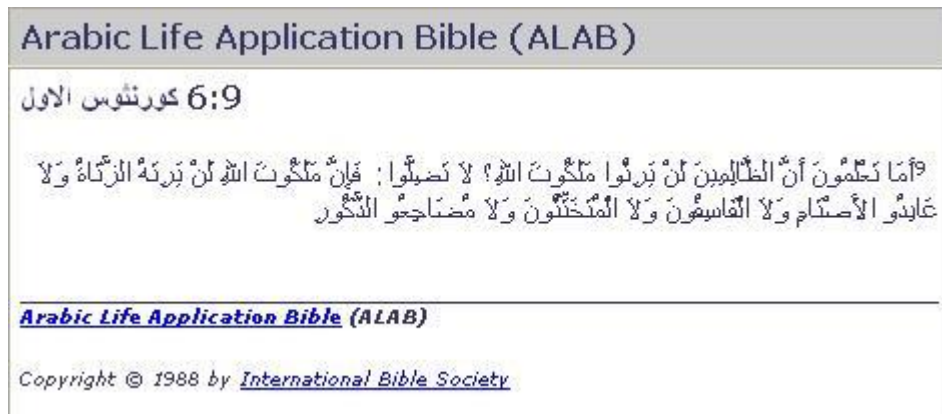 Arabic Life Application Bible (ALAB)
6:9 كورنثوس الاول
9أَمَا تَعْلَمُونَ أَنَّ الظَّالِمِينَ لَنْ يَرِثُوا مَلَكُوتَ اللهِ؟ لاَ تَضِلُّوا: فَإِنَّ مَلَكُوتَ اللهِ لَنْ يَرِثَهُ الزُّنَاةُ وَلاَ
عَابِدُو الأَصْنَامِ وَلاَ الْفَاسِقُونَ وَلاَ الْمُتَخَنِّثُونَ وَلاَ مُضَاجِعُو الذُّكُورِ
Arabic Life Application Bible (ALAB)
Copyright © 1988 by International Bible Society